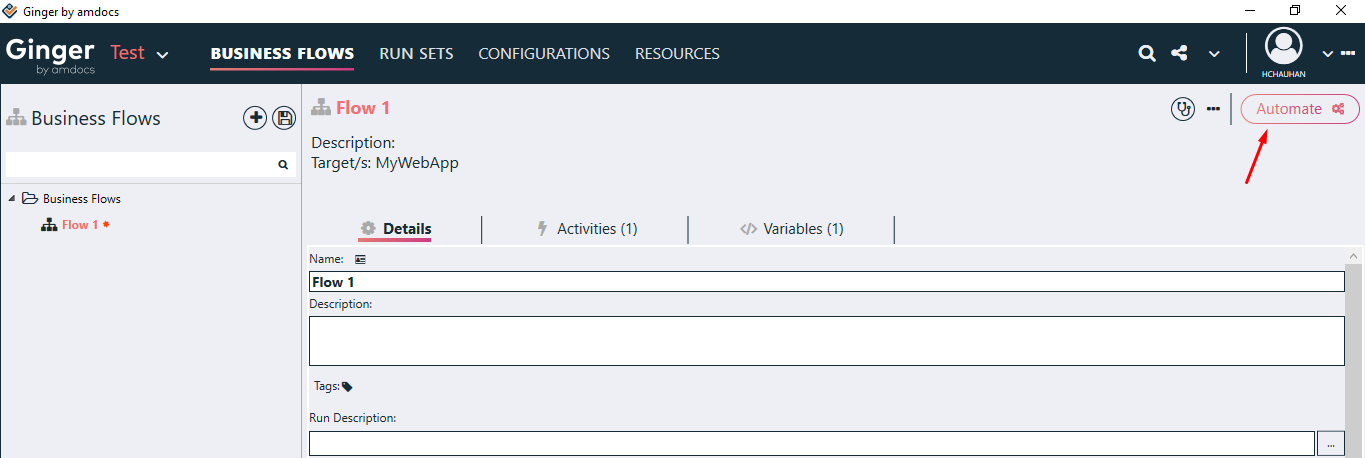 Ginger by amdocs
Ginger
by amdocs
Test
BUSINESS FLOWS
RUN SETS
CONFIGURATIONS
RESOURCES
HCHAUHAN
Business Flows
Business Flows
Flow 1
Flow 1
Automate
Description:
Target/s: MyWebApp
Details
Activities (1)
Variables (1)
Name:
Flow 1
Description:
Tags:
Run Description:
...